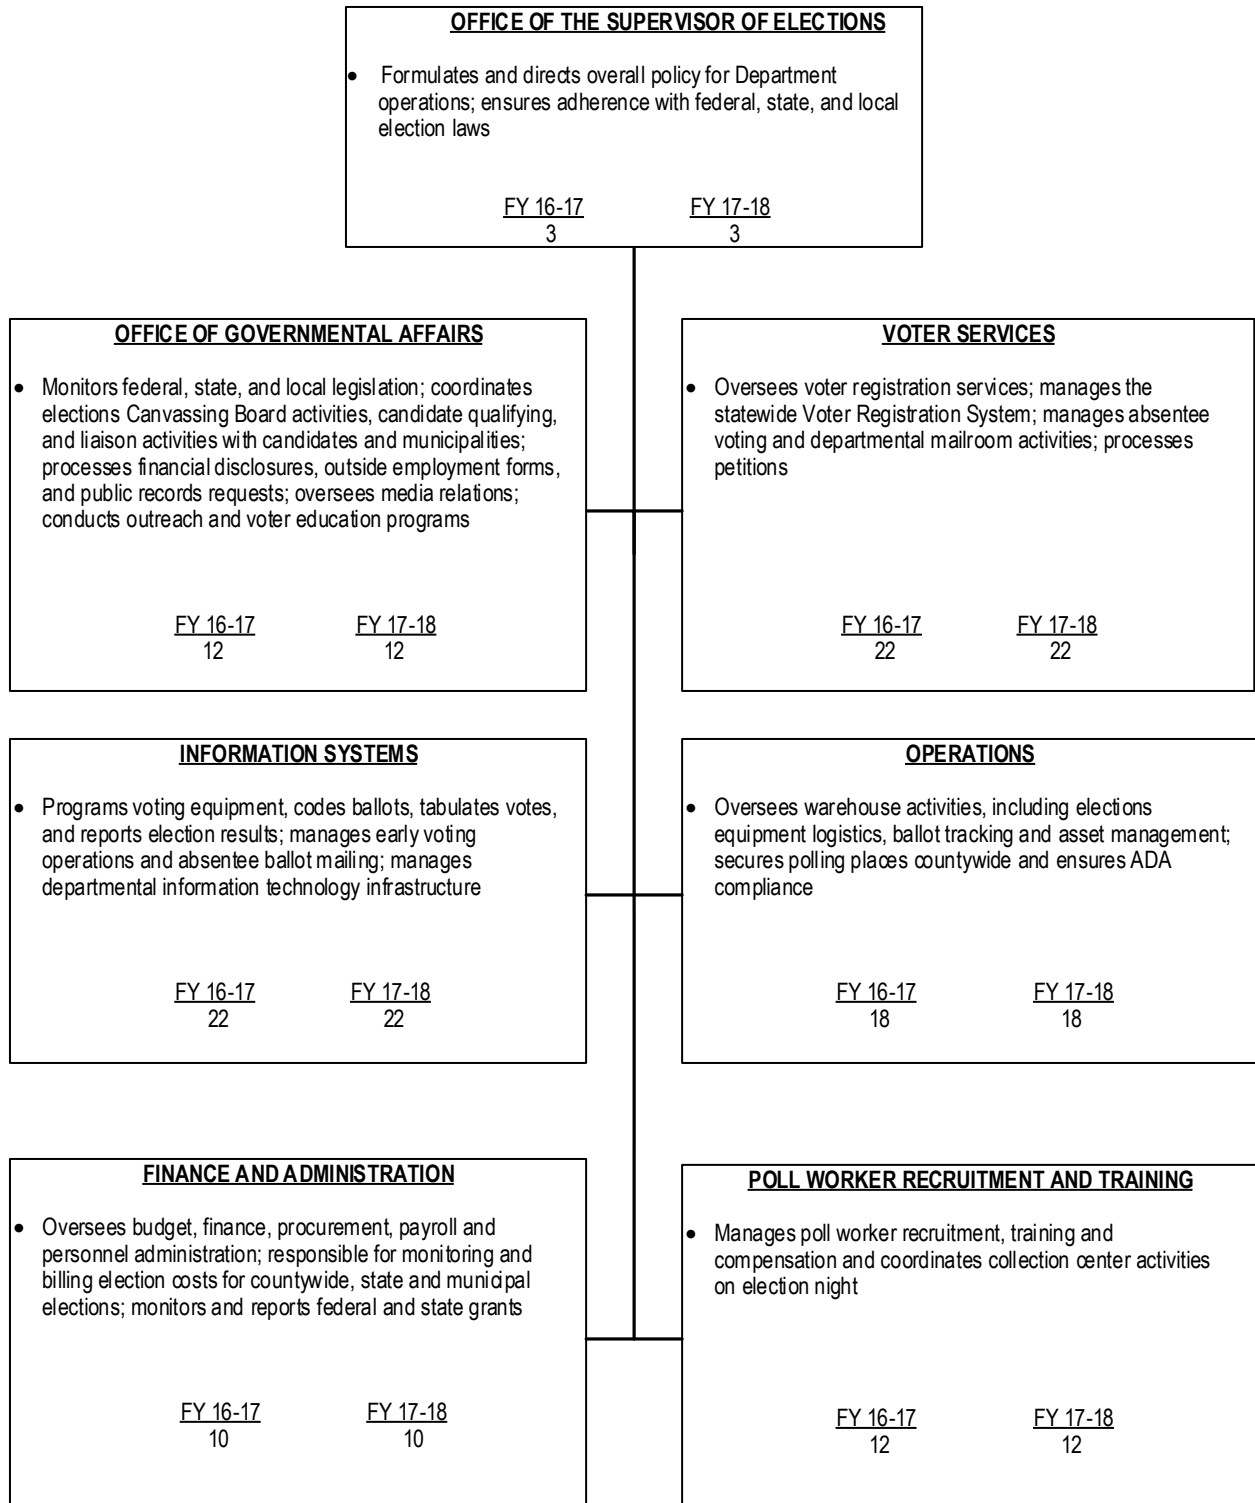 OFFICE OF THE SUPERVISOR OF ELECTIONS
• Formulates and directs overall policy for Department
operations; ensures adherence with federal, state, and local
election laws
FY 16-17 FY 17-18
3 3
OFFICE OF GOVERNMENTAL AFFAIRS
• Monitors federal, state, and local legislation; coordinates
elections Canvassing Board activities, candidate qualifying,
and liaison activities with candidates and municipalities;
processes financial disclosures, outside employment forms,
and public records requests; oversees media relations;
conducts outreach and voter education programs
FY 16-17 FY 17-18
12 12
VOTER SERVICES
• Oversees voter registration services; manages the
statewide Voter Registration System; manages absentee
voting and departmental mailroom activities; processes
petitions
FY 16-17 FY 17-18
22 22
INFORMATION SYSTEMS
• Programs voting equipment, codes ballots, tabulates votes,
and reports election results; manages early voting
operations and absentee ballot mailing; manages
departmental information technology infrastructure
FY 16-17 FY 17-18
22 22
OPERATIONS
• Oversees warehouse activities, including elections
equipment logistics, ballot tracking and asset management;
secures polling places countywide and ensures ADA
compliance
FY 16-17 FY 17-18
18 18
FINANCE AND ADMINISTRATION
• Oversees budget, finance, procurement, payroll and
personnel administration; responsible for monitoring and
billing election costs for countywide, state and municipal
elections; monitors and reports federal and state grants
FY 16-17 FY 17-18
10 10
POLL WORKER RECRUITMENT AND TRAINING
• Manages poll worker recruitment, training and
compensation and coordinates collection center activities
on election night
FY 16-17 FY 17-18
12 12